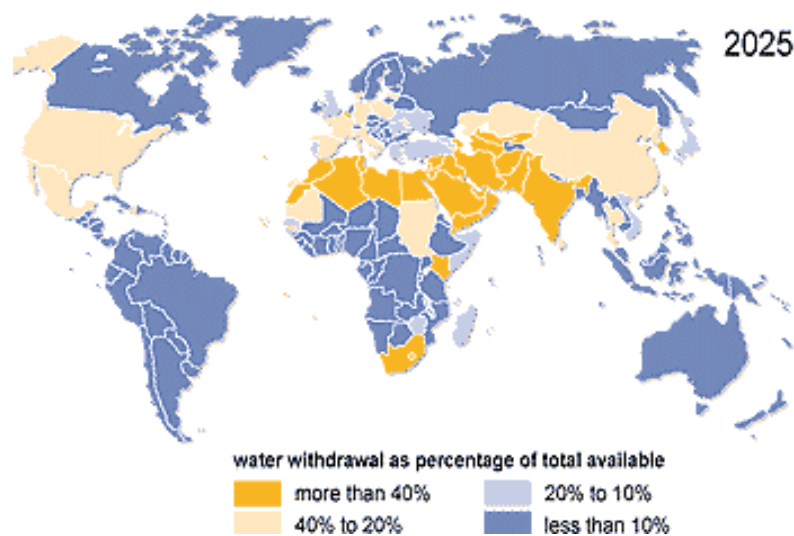 2025
water withdrawal as percentage of total available
more than 40%
20% to 10%
40% to 20%
less than 10%